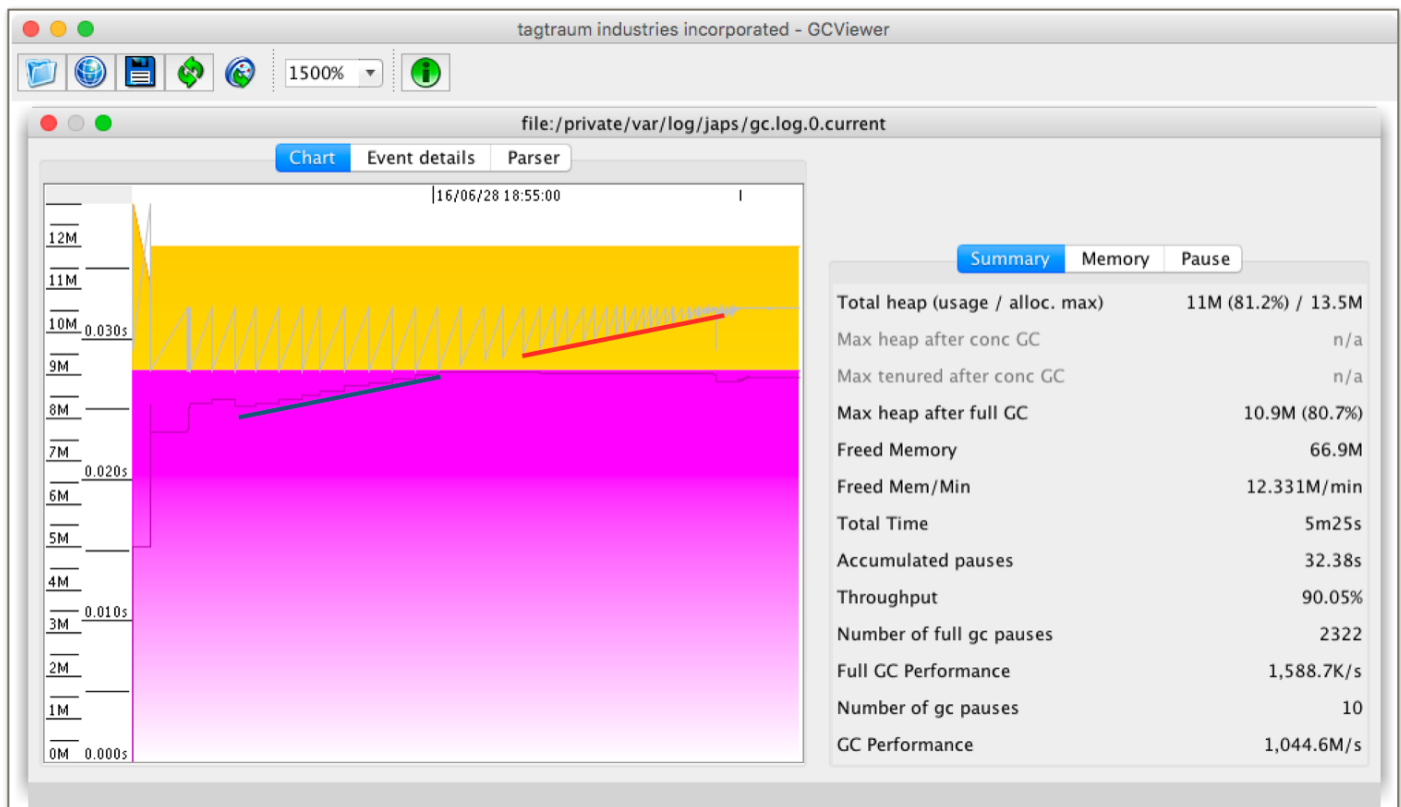 tagtraum industries incorporated - GCViewer
1500%
file:/private/var/log/japs/gc.log.0.current
Chart Event details Parser
16/06/28 18:55:00
12M
11M
10M 0.030s
9M
8M
7M
0.020s
6M
5M
4M
0.010s
3M
2M
1M
0M 0.000s
Summary Memory Pause
Total heap (usage / alloc. max) 11M (81.2%) / 13.5M
Max heap after conc GC n/a
Max tenured after conc GC n/a
Max heap after full GC 10.9M (80.7%)
Freed Memory 66.9M
Freed Mem/Min 12.331M/min
Total Time 5m25s
Accumulated pauses 32.38s
Throughput 90.05%
Number of full gc pauses 2322
Full GC Performance 1,588.7K/s
Number of gc pauses 10
GC Performance 1,044.6M/s